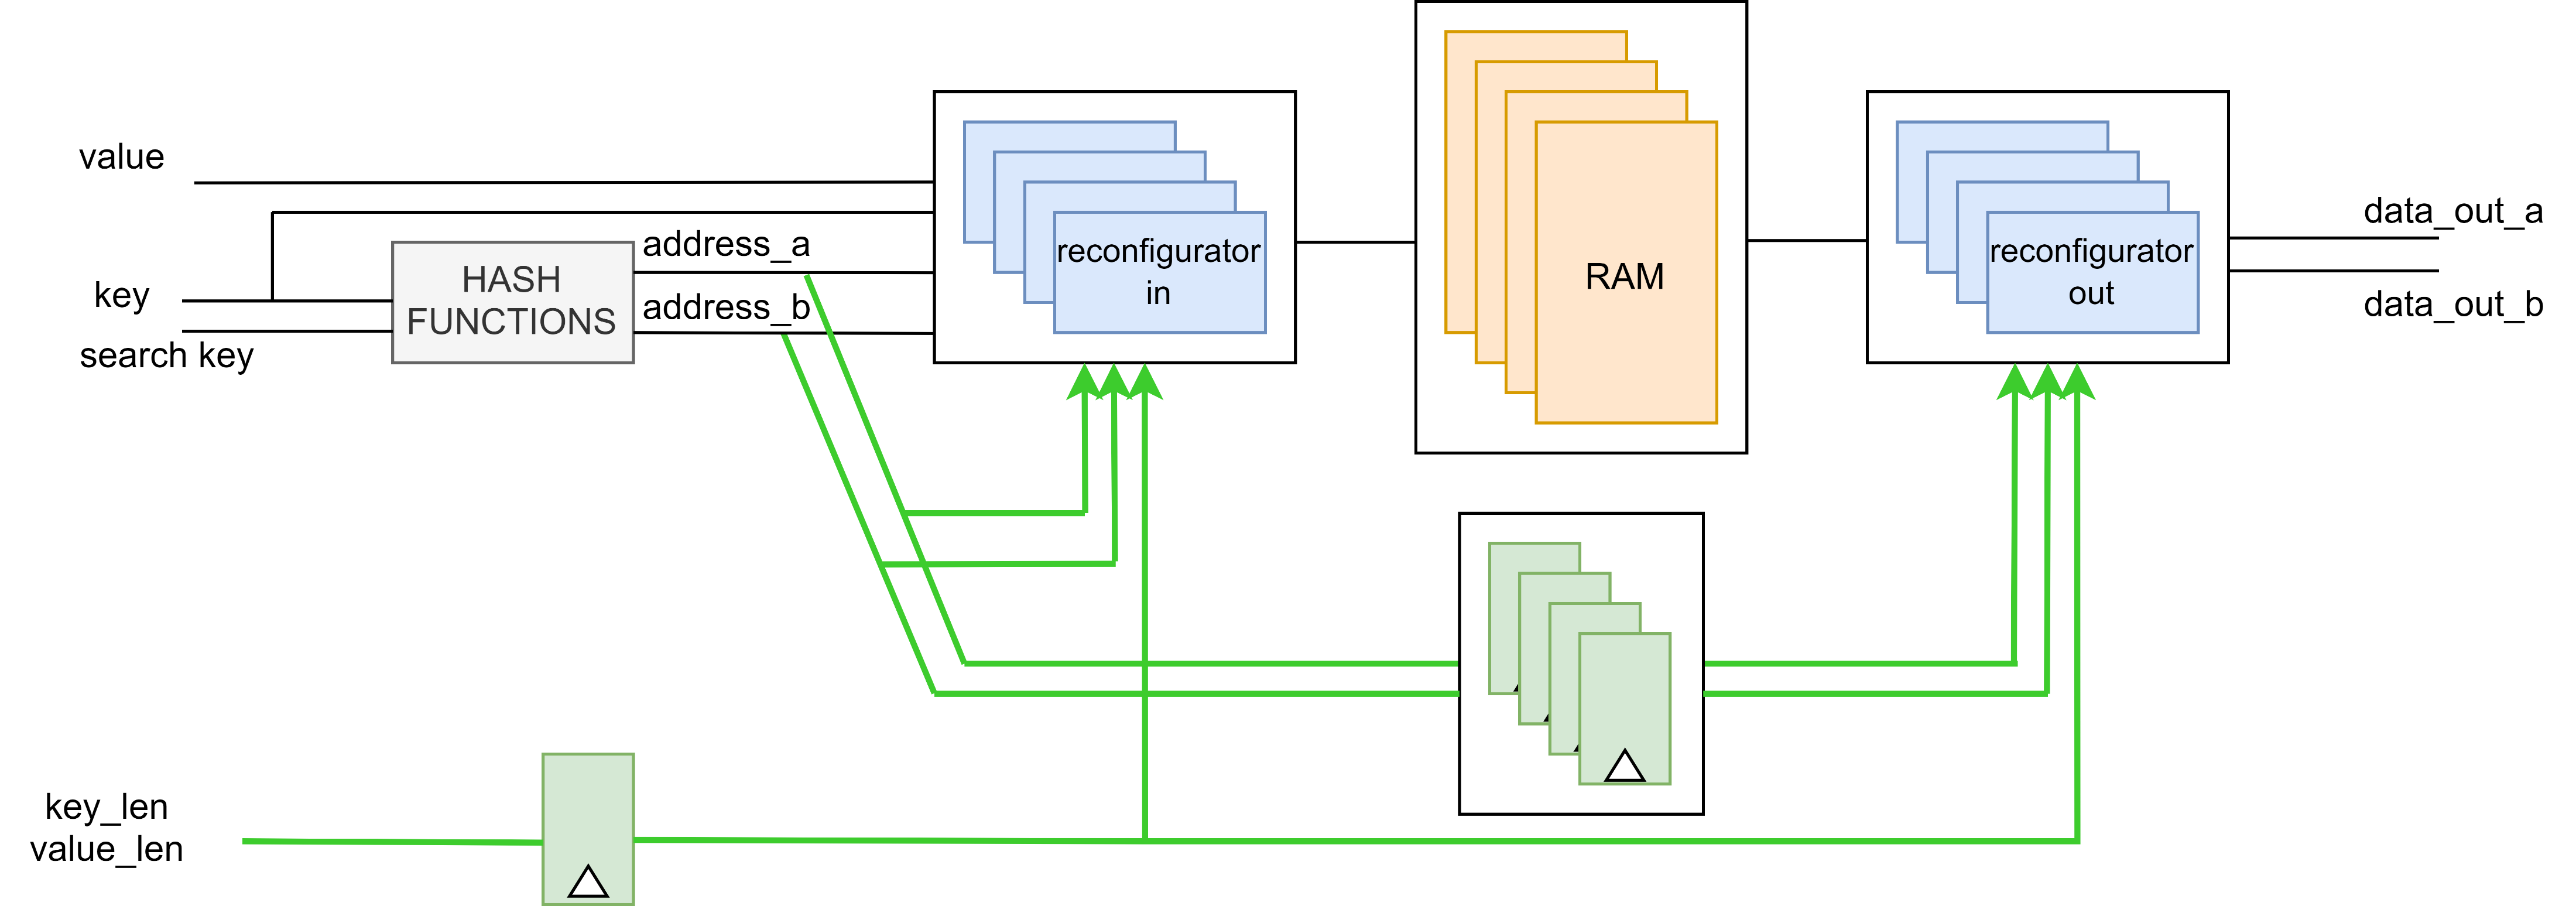 value
key
search key
HASH
FUNCTIONS
address_a
address_b
reconfigurator
in
RAM
reconfigurator
out
data_out_a
data_out_b
key_len
value_len